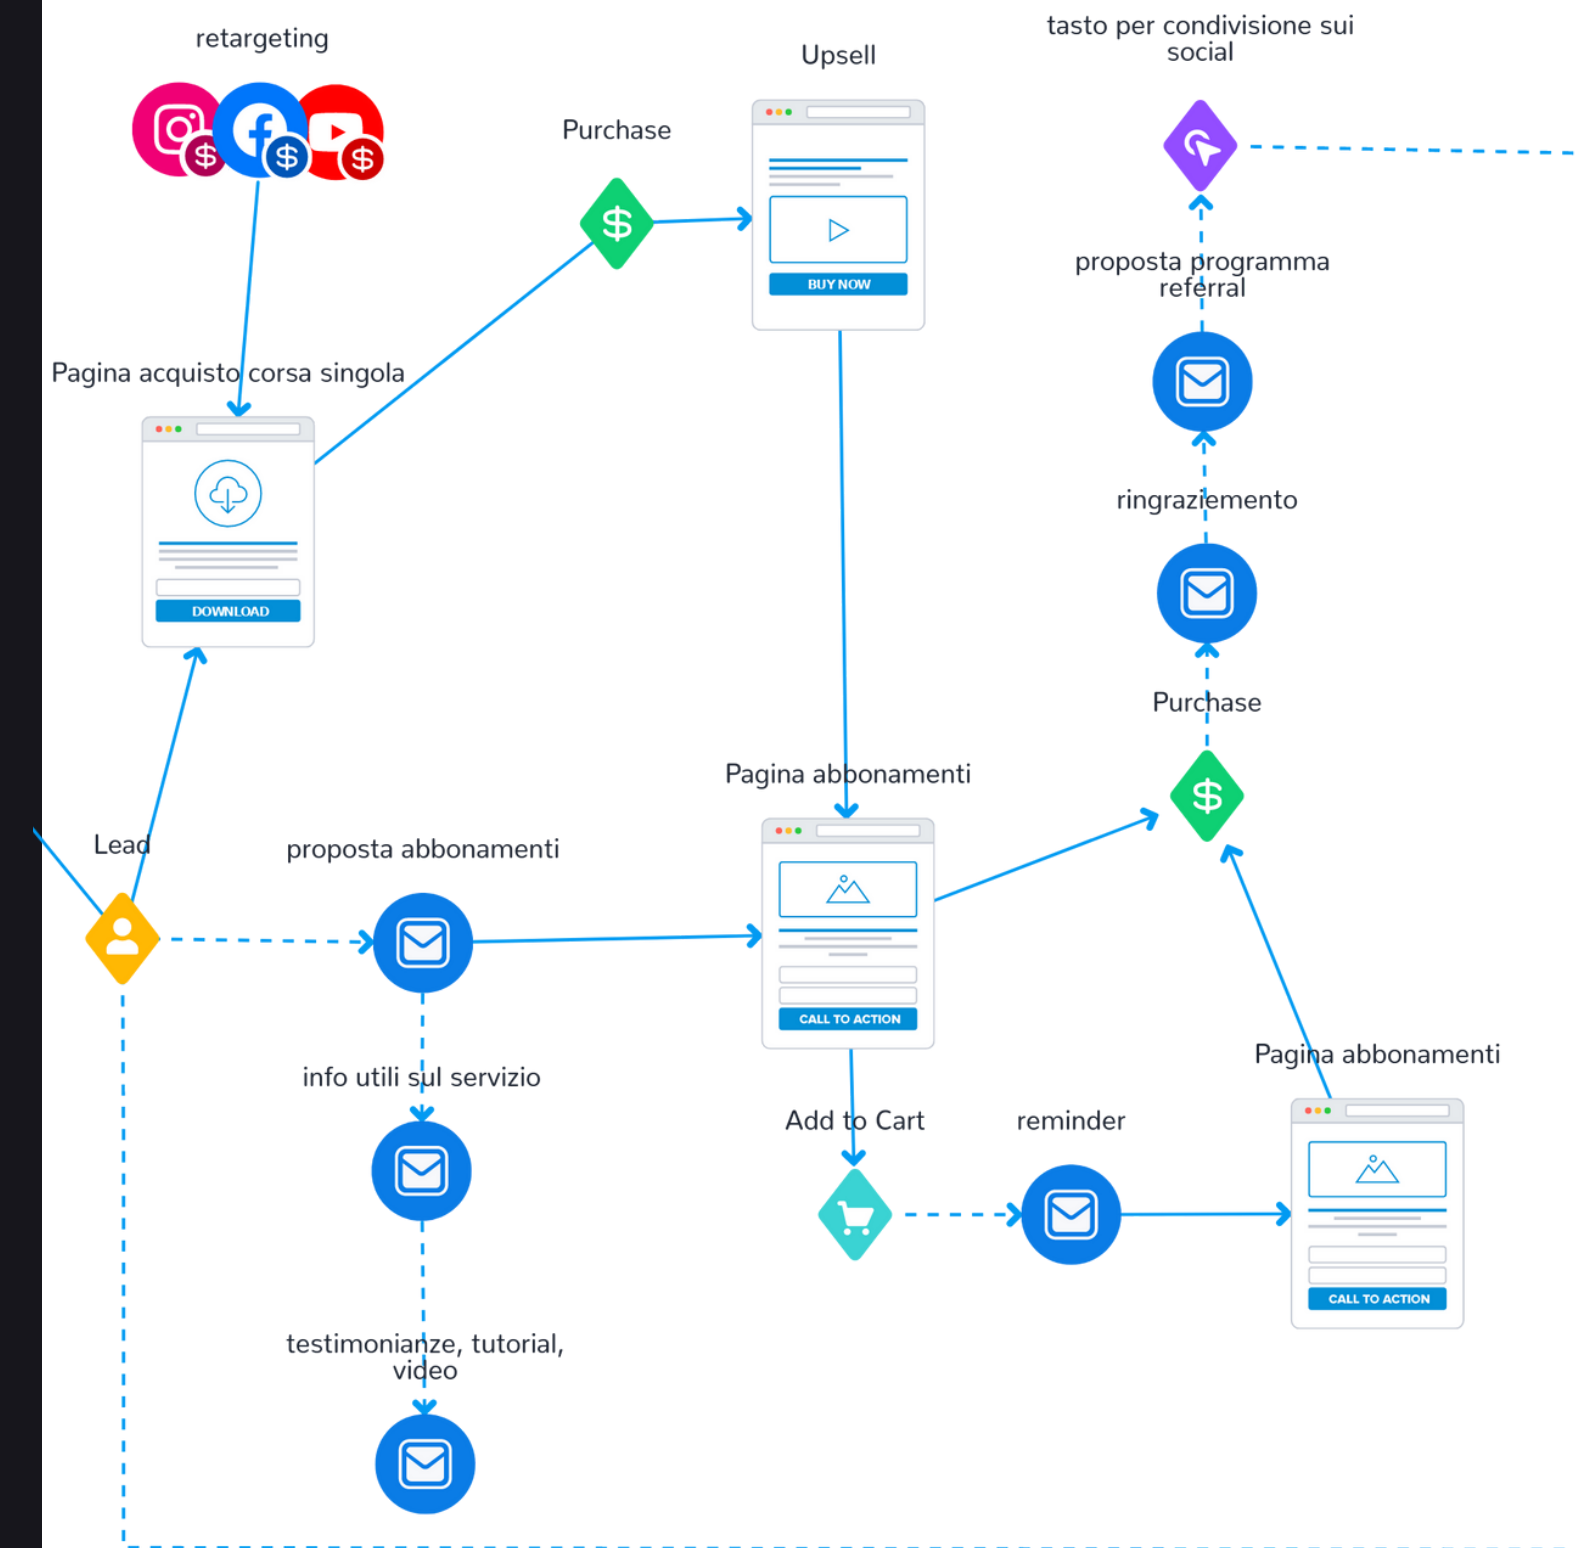 retargeting
Upsell
tasto per condivisione sui
social
Purchase
BUY NOW
proposta programma
referral
Pagina acquisto corsa singola
DOWNLOAD
ringraziemento
Purchase
Pagina abbonamenti
Lead
proposta abbonamenti
CALL TO ACTION
info utili sul servizio
Add to Cart
reminder
Pagina abbonamenti
CALL TO ACTION
testimonianze, tutorial,
video